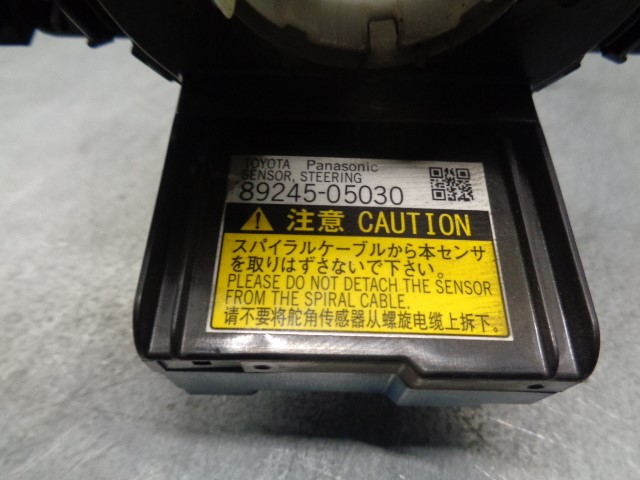 TOYOTA Panasonic
SENSOR, STEERING
89245-05030
注意 CAUTION
スパイラルケーブルから本センサ
を取りはずさないで下さい。
PLEASE DO NOT DETACH THE SENSOR
FROM THE SPIRAL CABLE.
请不要将舵角传感器从螺旋电缆上拆下。